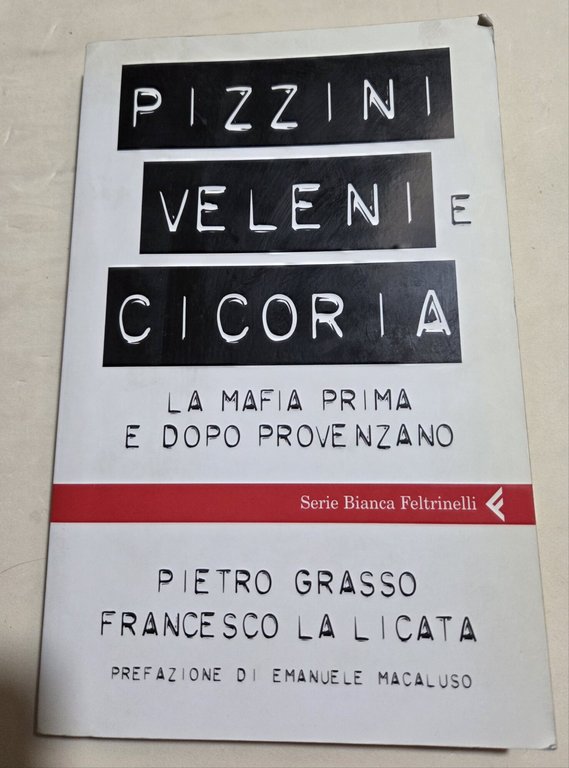 PIZZINI
VELENI E
CICORIA
LA MAFIA PRIMA
E DOPO PROVENZANO
Serie Bianca Feltrinelli
PIETRO GRASSO
FRANCESCO LA LICATA
PREFAZIONE DI EMANUELE MACALUSO